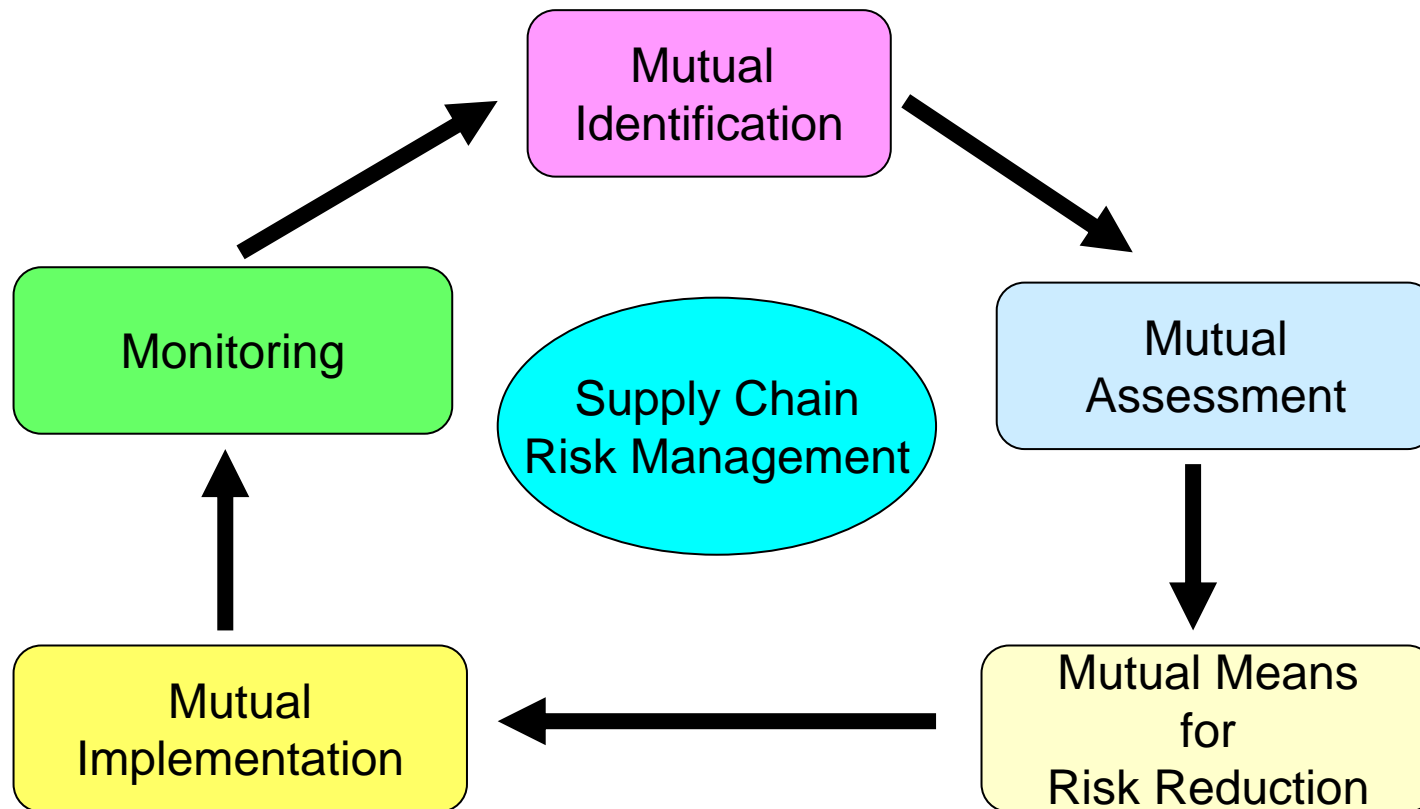 Mutual
Identification
Monitoring
Mutual
Assessment
Supply Chain
Risk Management
Mutual
Implementation
Mutual Means
for
Risk Reduction